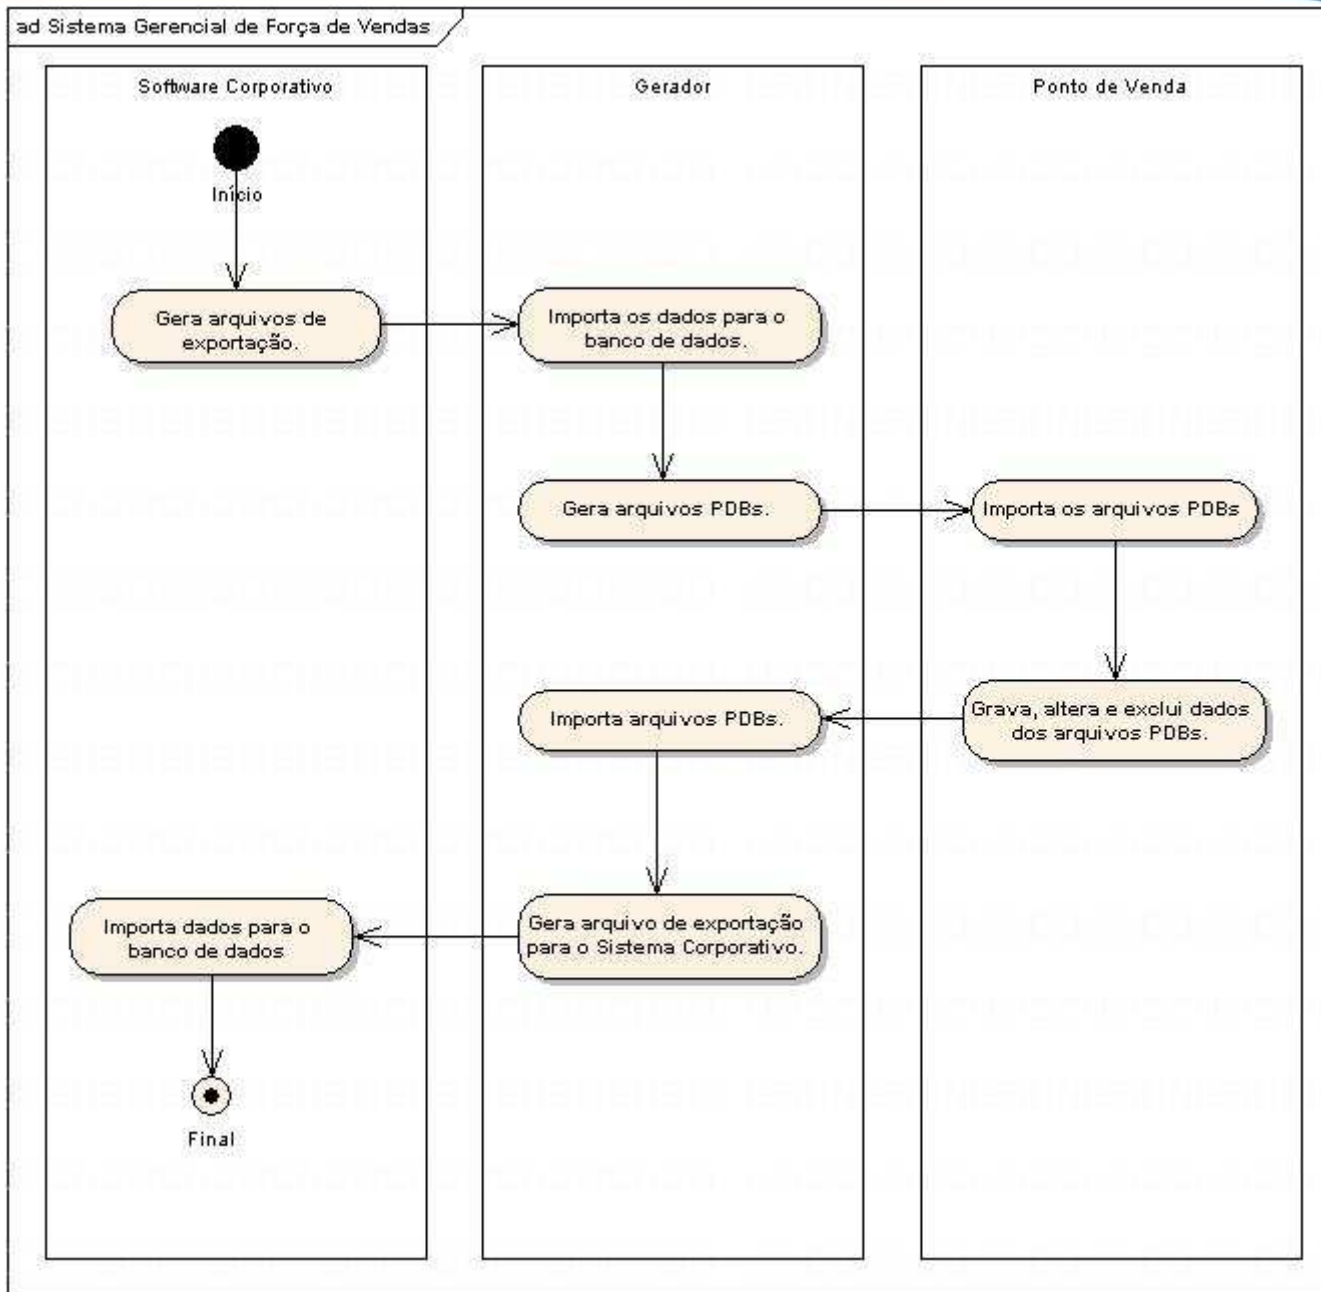 ad Sistema Gerencial de Força de Vendas
Software Corporativo
Gerador
Ponto de Venda
Início
Gera arquivos de
exportação.
Importa os dados para o
banco de dados.
Gera arquivos PDBs.
Importa os arquivos PDBs
Grava, altera e exclui dados
dos arquivos PDBs.
Importa arquivos PDBs.
Gera arquivo de exportação
para o Sistema Corporativo.
Importa dados para o
banco de dados
Final